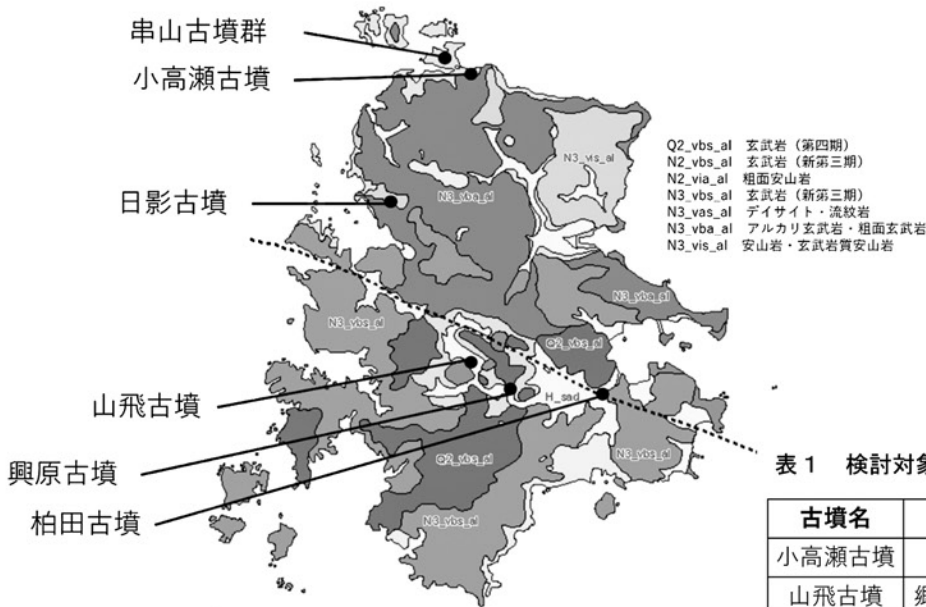 串山古墳群
小高瀬古墳
日影古墳
山飛古墳
興原古墳
柏田古墳
Q2_vbs_al 玄武岩(第四期)
N2_vbs_al 玄武岩(新第三期)
N2_via_al 粗面安山岩
N3_vbs_al 玄武岩(新第三期)
N3_vas_al デイサイト・流紋岩
N3_vba_al アルカリ玄武岩・粗面玄武岩
N3_vis_al 安山岩・玄武岩質安山岩
N3_vis_al
N3_vba_al
N3_vba_al
N3_vbs_al
Q2_vbs_al
H_sad
N3_vbs_al
Q2_vbs_al
N3_vbs_al
表1 検討対象
古墳名
小高瀬古墳
山飛古墳 郷